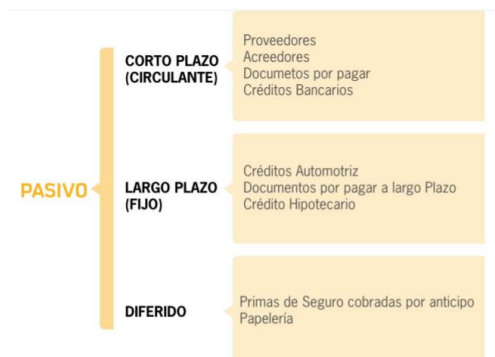 PASIVO
CORTO PLAZO
(CIRCULANTE)
Proveedores
Acreedores
Documetos por pagar
Créditos Bancarios
LARGO PLAZO
(FIJO)
Créditos Automotriz
Documentos por pagar a largo Plazo
Crédito Hipotecario
DIFERIDO
Primas de Seguro cobradas por anticipo
Papelería